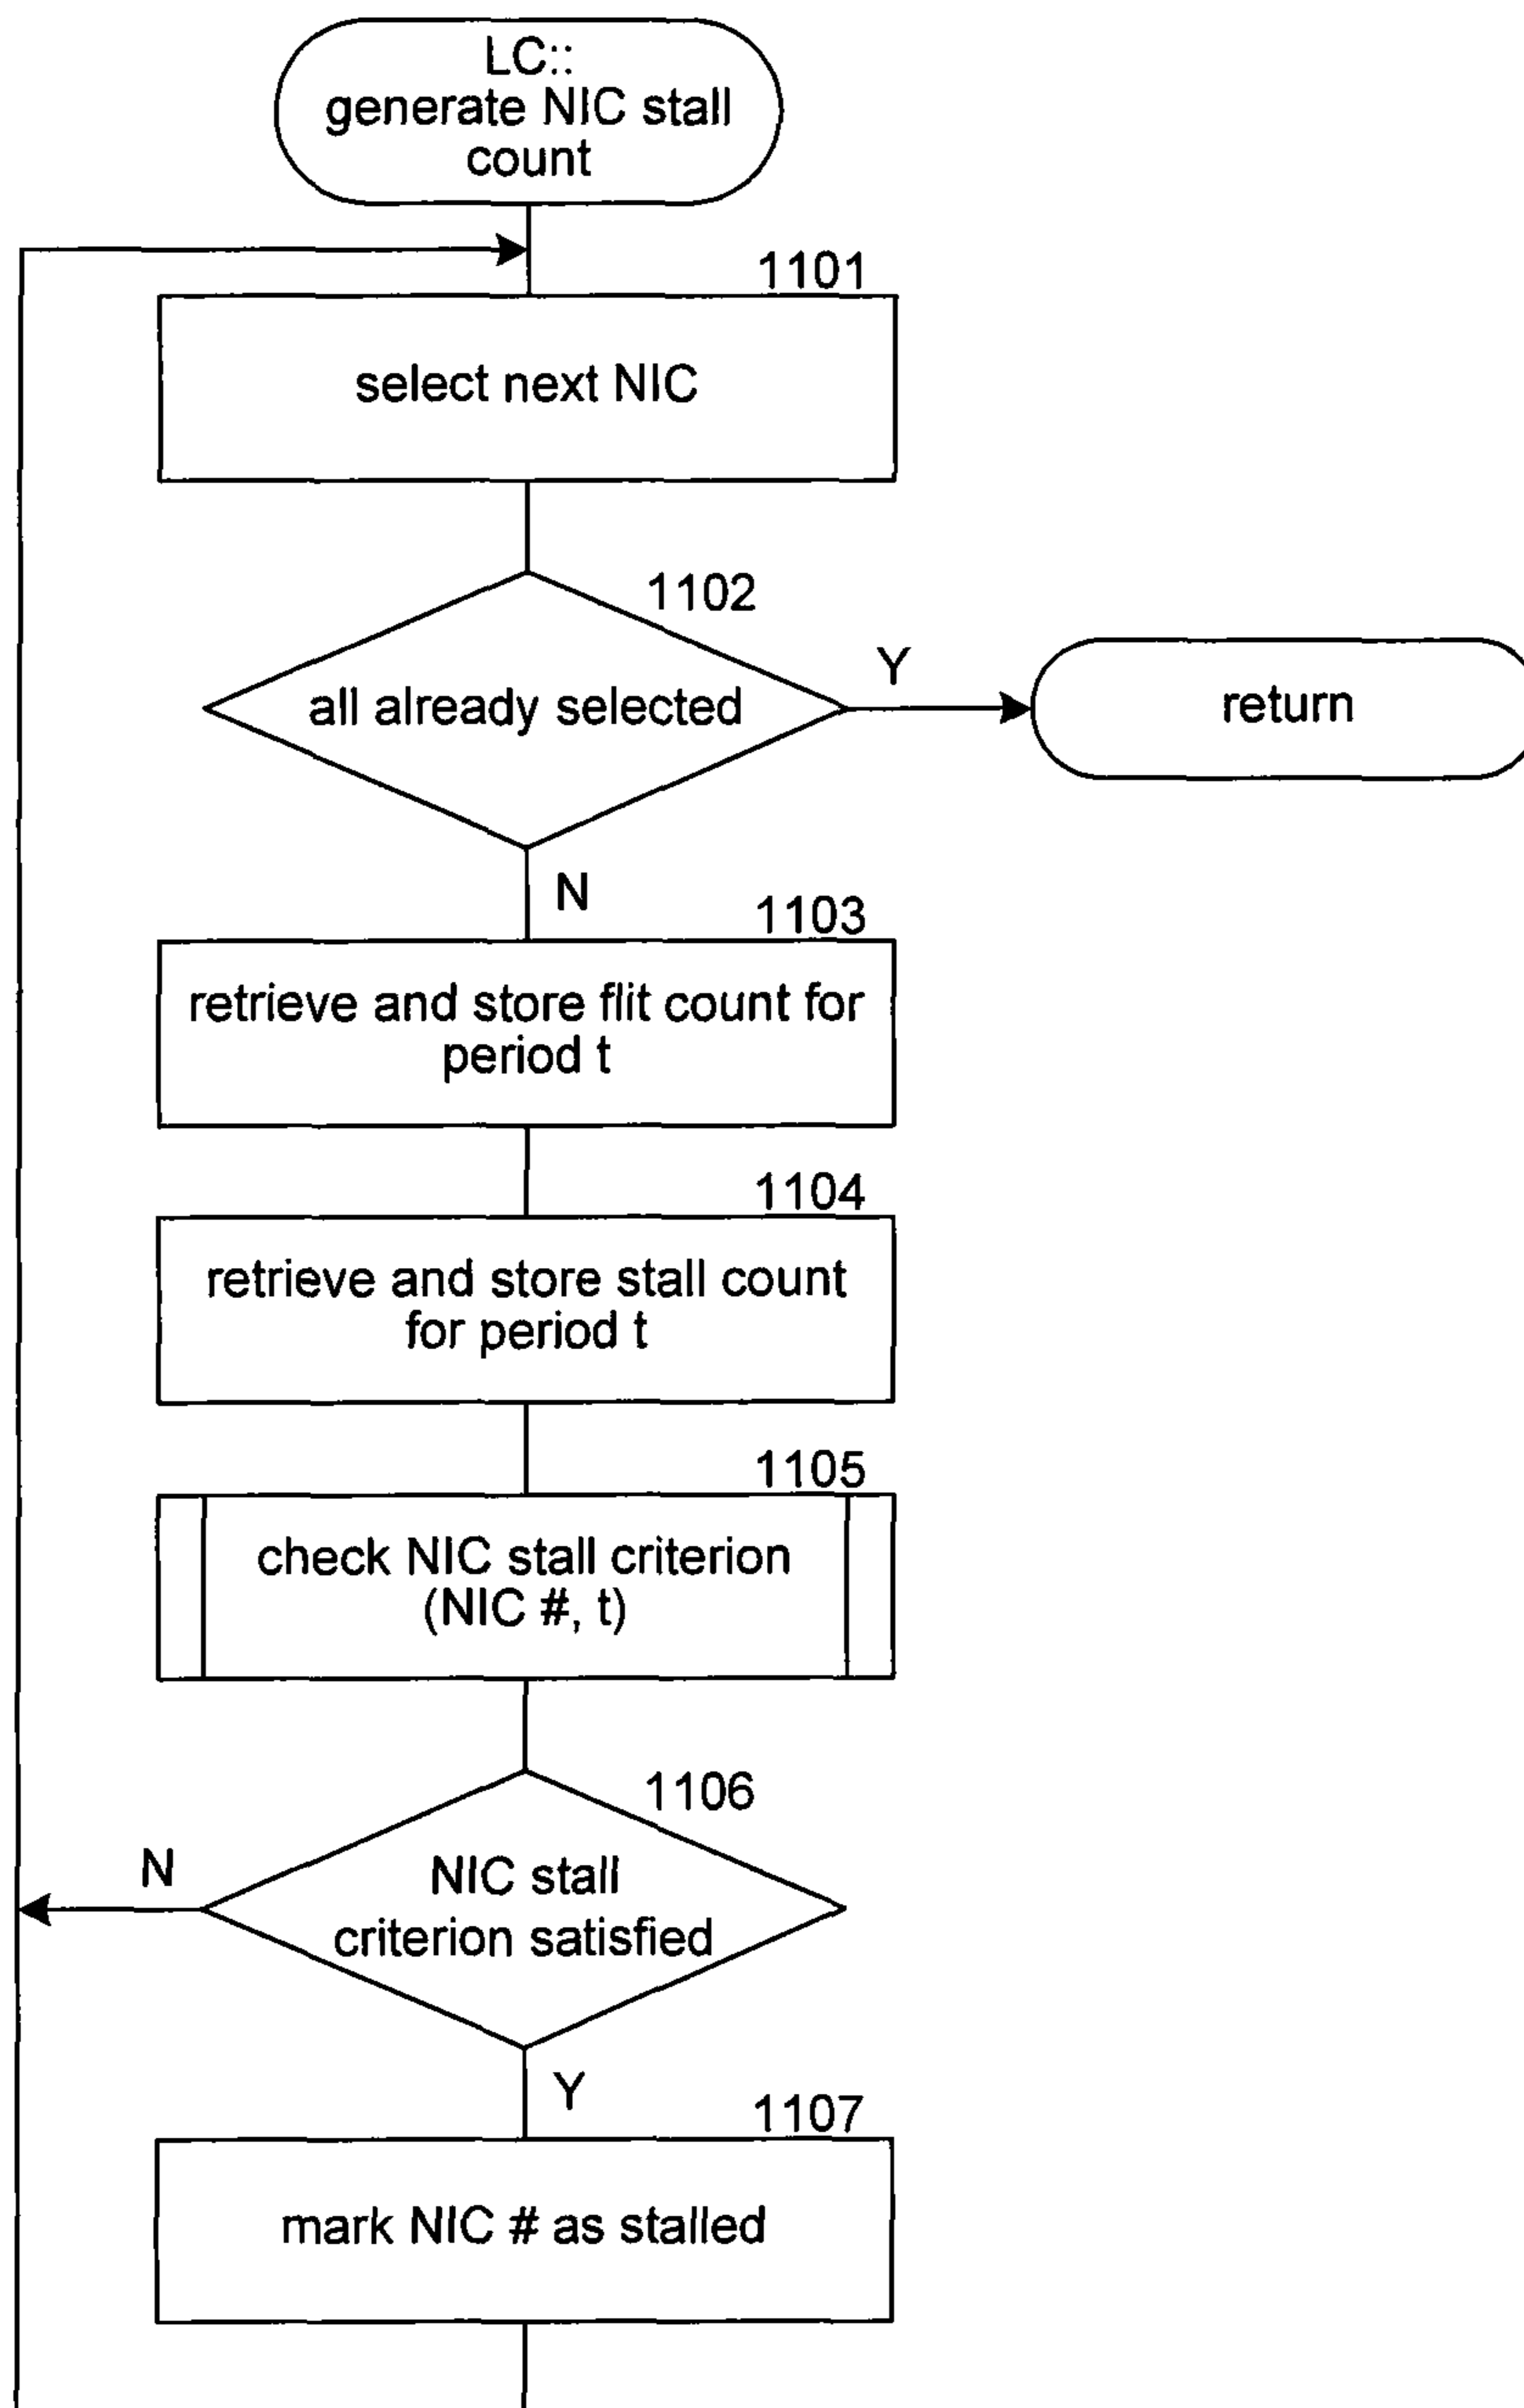 LC::
generate NIC stall
count
1101
select next NIC
1102
all already selected
Y
return
N
1103
retrieve and store flit count for
period t
1104
retrieve and store stall count
for period t
1105
check NIC stall criterion
(NIC #, t)
1106
N
NIC stall
criterion satisfied
Y
1107
mark NIC # as stalled